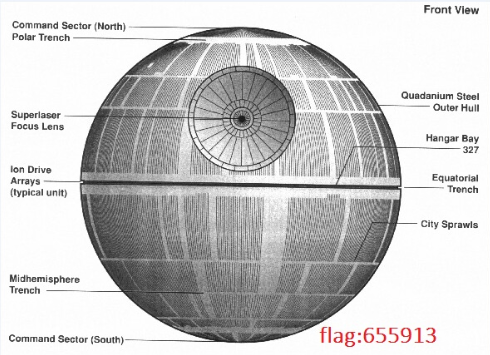 Front View
Command Sector (North)
Polar Trench
Superlaser
Focus Lens
Ion Drive
Arrays
(typical unit)
Midhemisphere
Trench
Command Sector (South)
Quadanium Steel
Outer Hull
Hangar Bay
327
Equatorial
Trench
City Sprawls
flag:655913